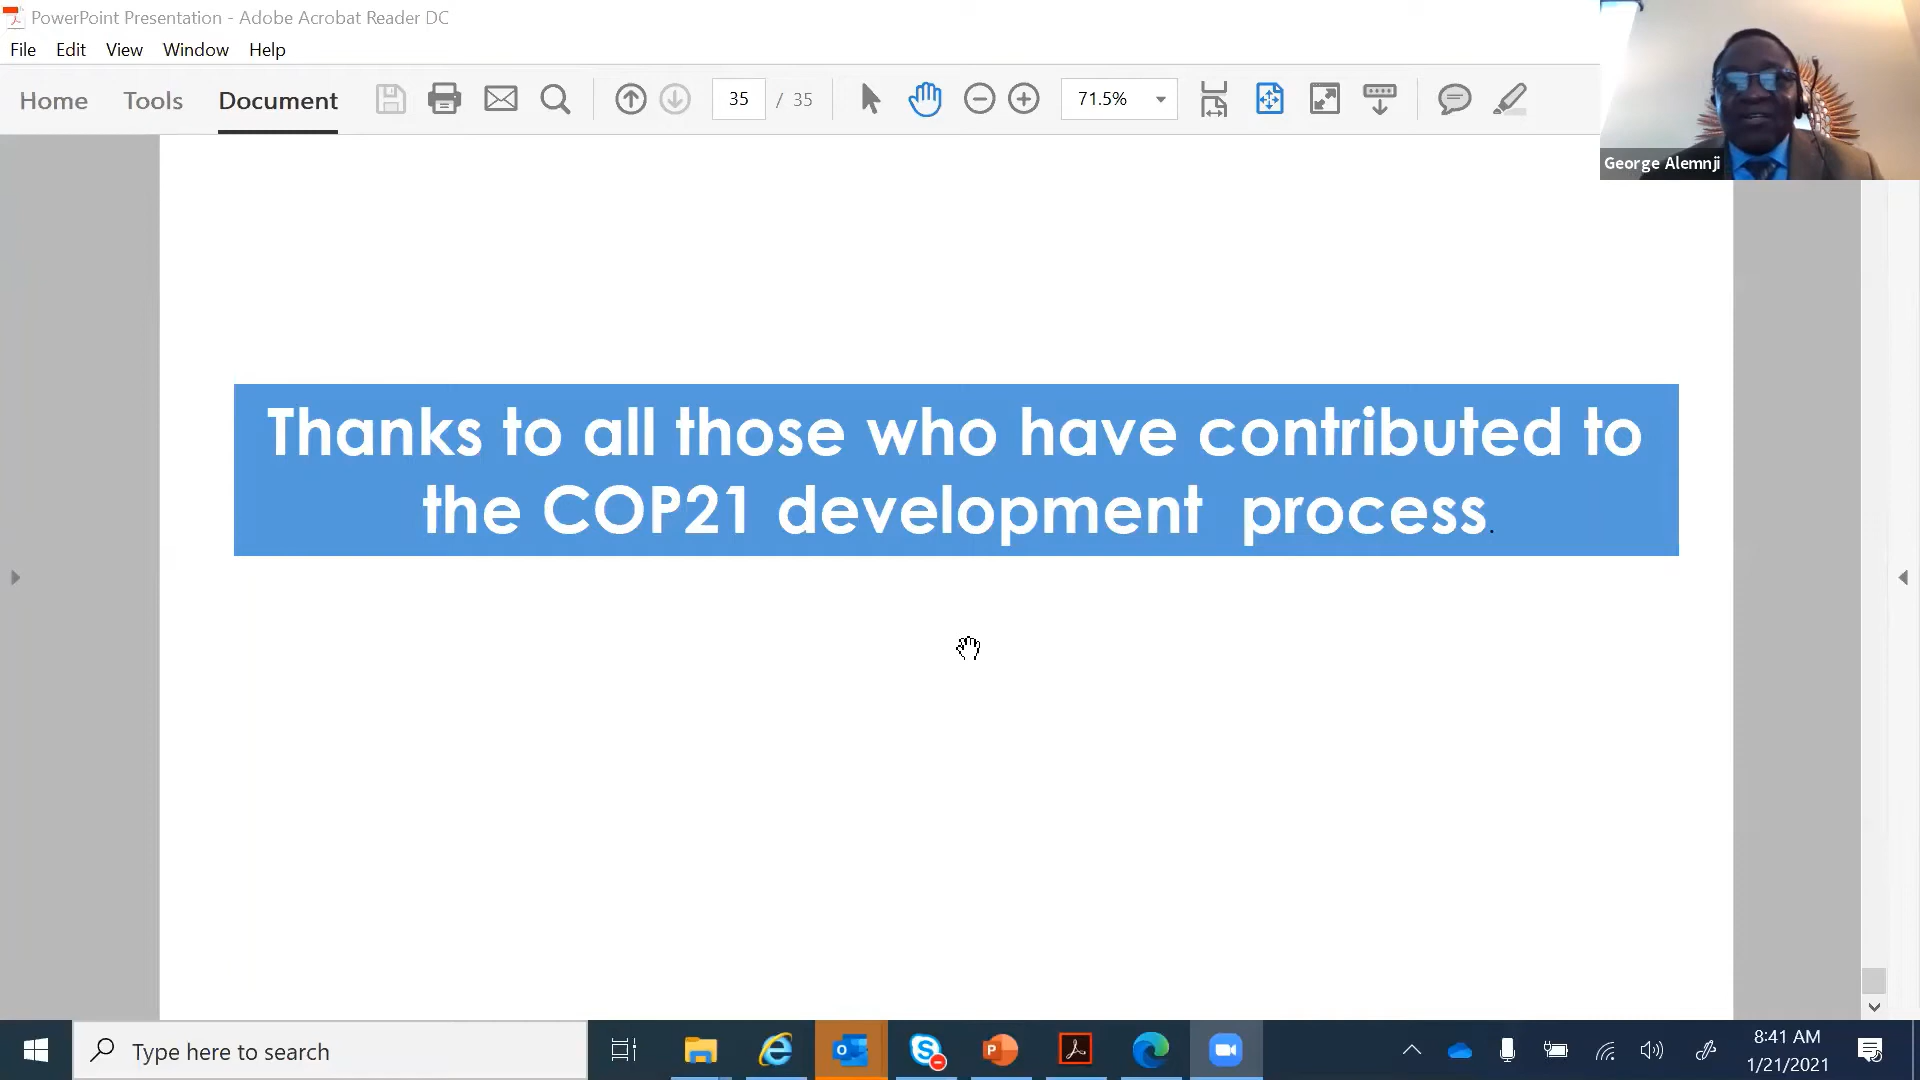 PowerPoint Presentation - Adobe Acrobat Reader DC
File Edit View Window Help
Home Tools Document 35 / 35 71.5%
George Alemnji
Thanks to all those who have contributed to
the COP21 development process.
Type here to search
8:41 AM
1/21/2021